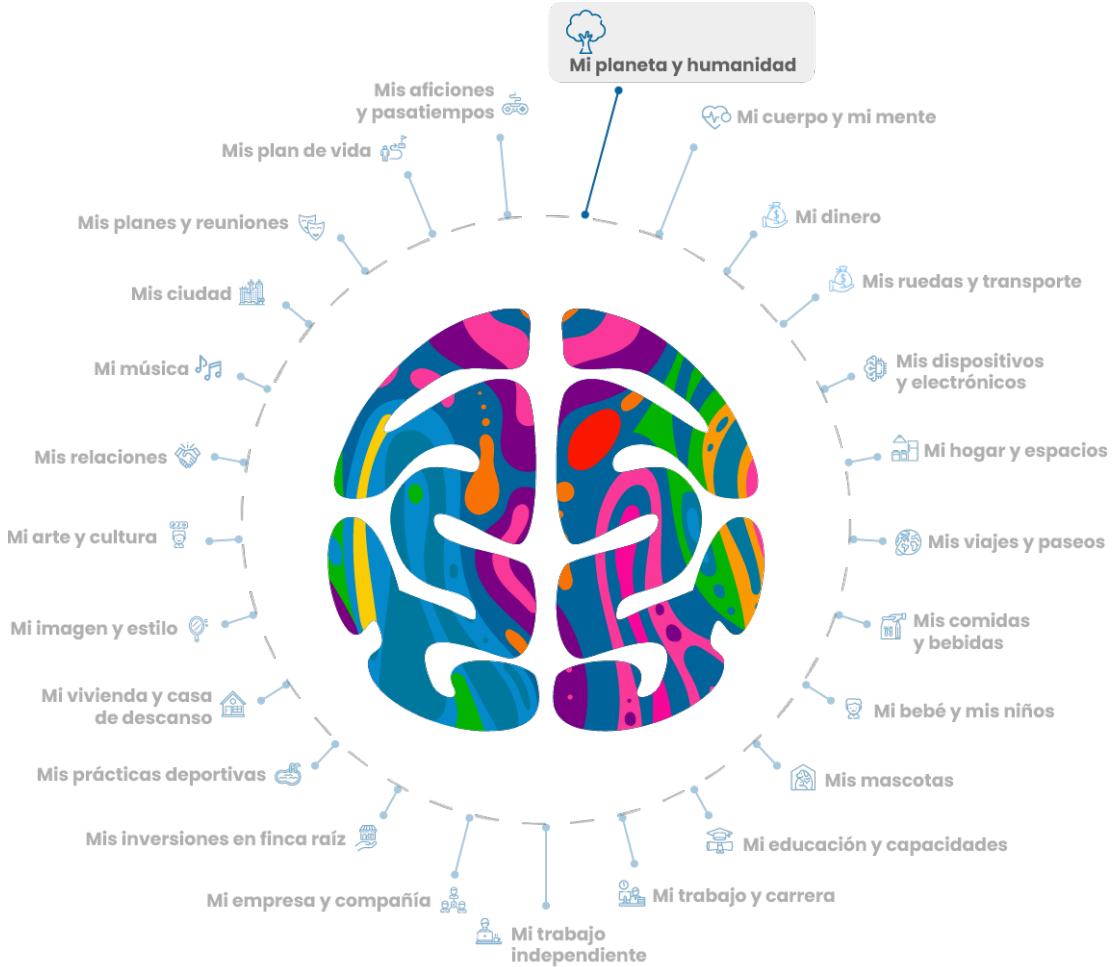 Mi planeta y humanidad
Mi cuerpo y mi mente
Mi dinero
Mis ruedas y transporte
Mis dispositivos
y electrónicos
Mi hogar y espacios
Mis viajes y paseos
Mis comidas
y bebidas
Mi bebé y mis niños
Mis mascotas
Mi educación y capacidades
Mi trabajo y carrera
Mi trabajo
independiente
Mi empresa y compañía
Mis inversiones en finca raíz
Mis prácticas deportivas
Mi vivienda y casa
de descanso
Mi imagen y estilo
Mi arte y cultura
Mis relaciones
Mi música
Mis ciudad
Mis planes y reuniones
Mis plan de vida
Mis aficiones
y pasatiempos